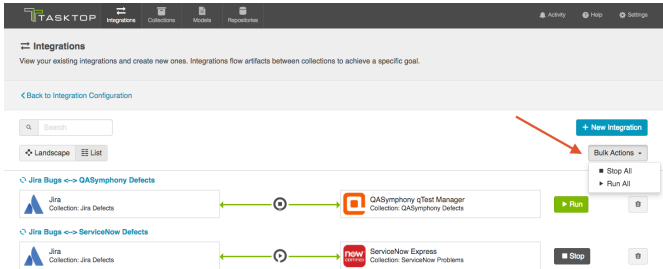 TASKTOP
Integrations
Collections
Models
Repositories
Activity
Help
Settings
Integrations
View your existing integrations and create new ones. Integrations flow artifacts between collections to achieve a specific goal.
Back to Integration Configuration
Search
+ New Integration
Landscape
List
Bulk Actions
Stop All
Run All
Jira Bugs <--> QASymphony Defects
Jira
Collection: Jira Defects
QASymphony qTest Manager
Collection: QASymphony Defects
Run
Jira Bugs <--> ServiceNow Defects
Jira
Collection: Jira Defects
now
ServiceNow Express
Collection: ServiceNow Problems
Stop